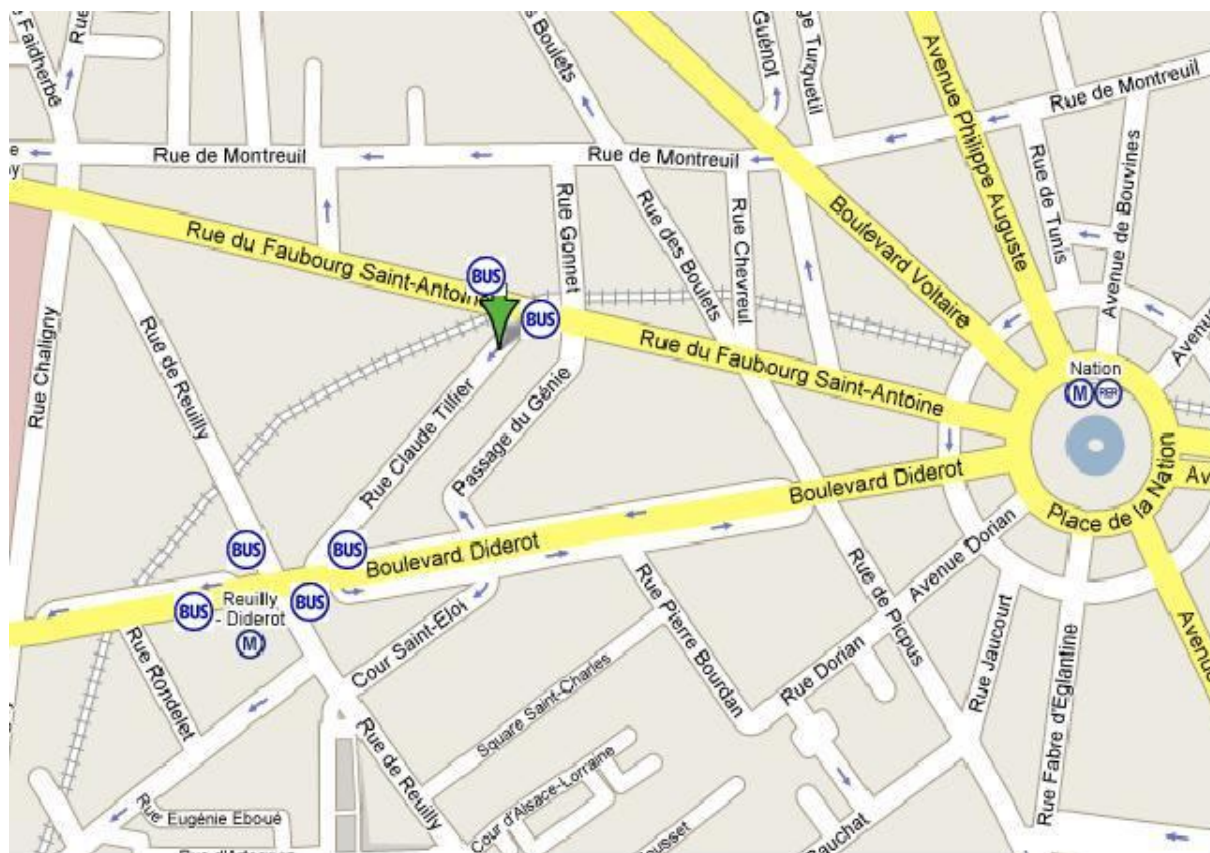 Faidherbe
Rue
Rue des Boulets
Guénot
Turquetil
Avenue Philippe Auguste
Rue de Montreuil
Rue de Montreuil
Rue de Montreuil
Rue de Tunis
Avenue de Bouvines
Rue Gonnet
Rue des Boulets
Rue Chevreul
Boulevard Voltaire
Rue du Faubourg Saint-Antoine
BUS
BUS
Rue Chaligny
Rue de Reuilly
Rue du Faubourg Saint-Antoine
Avenue
Nation
M RER
Rue Claude Tillier
Passage du Génie
Boulevard Diderot
Place de la Nation
Av
BUS
BUS
Boulevard Diderot
Avenue Dorian
BUS
BUS
Reuilly
- Diderot
M
Rue Rondelet
Cour Saint-Eloi
Rue Pierre Bourdan
Rue de Picpus
Rue Dorian
Rue Jaucourt
Rue Fabre d'Eglantine
Avenue
Square Saint-Charles
Rue de Reuilly
Cour d'Alsace-Lorraine
Rue Eugénie Eboué